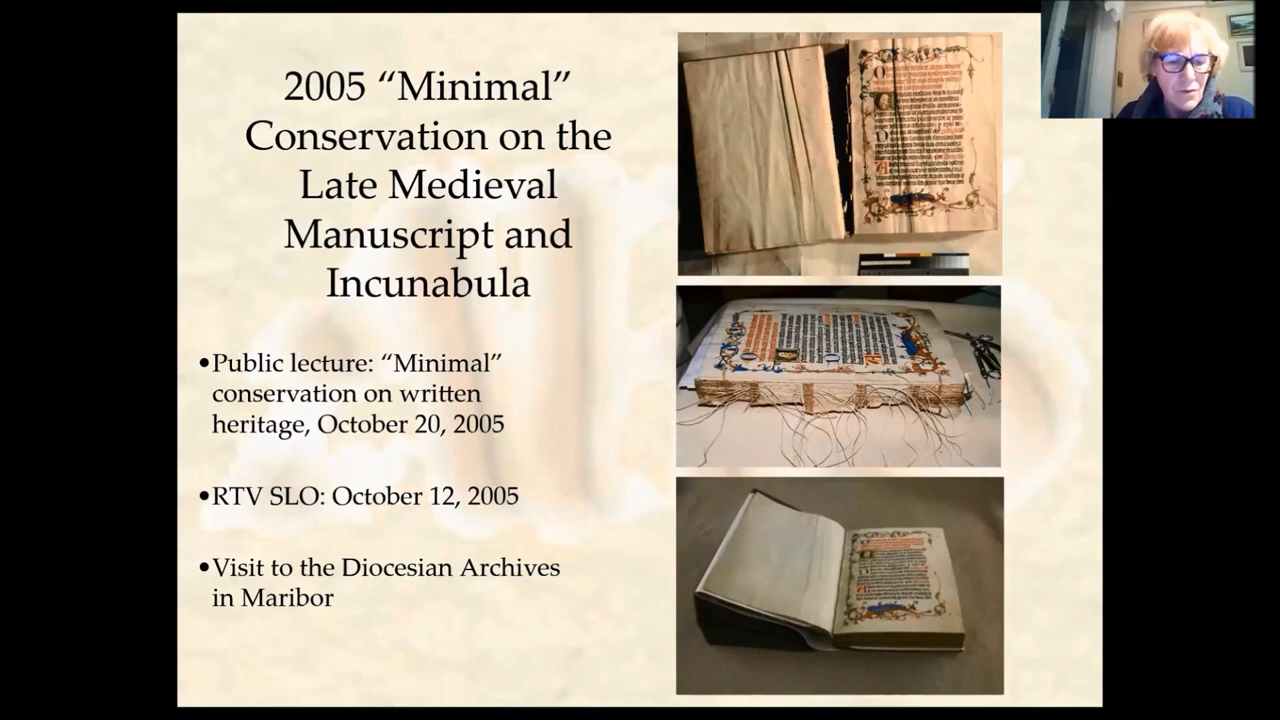 2005 “Minimal”
Conservation on the
Late Medieval
Manuscript and
Incunabula
•Public lecture: “Minimal”
conservation on written
heritage, October 20, 2005
•RTV SLO: October 12, 2005
•Visit to the Diocesian Archives
in Maribor